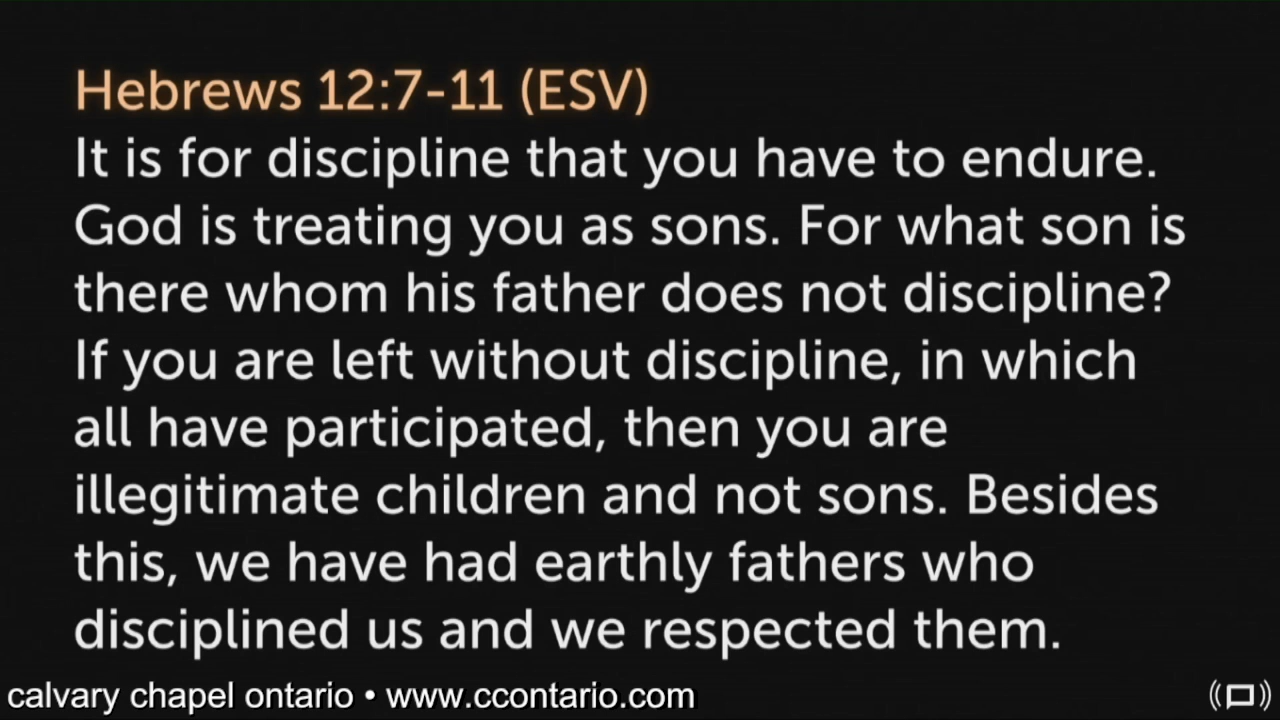 Hebrews 12:7-11 (ESV)
It is for discipline that you have to endure.
God is treating you as sons. For what son is
there whom his father does not discipline?
If you are left without discipline, in which
all have participated, then you are
illegitimate children and not sons. Besides
this, we have had earthly fathers who
disciplined us and we respected them.
calvary chapel ontario • www.ccontario.com